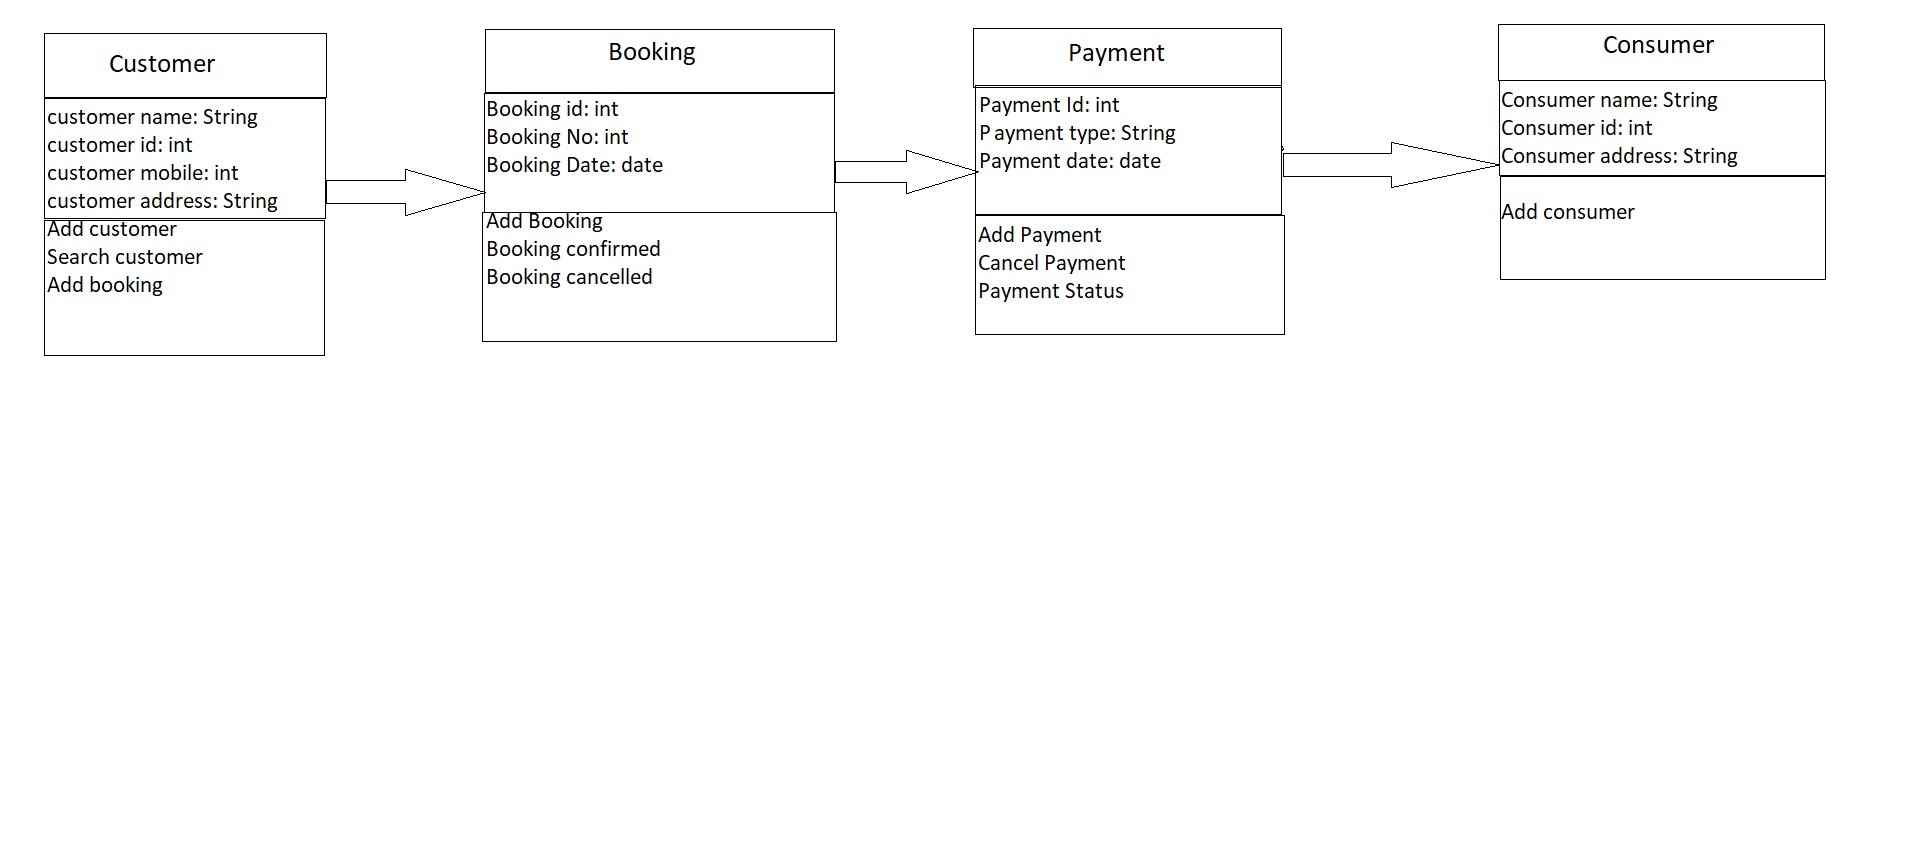 Customer
customer name: String
customer id: int
customer mobile: int
customer address: String
Add customer
Search customer
Add booking
Booking
Booking id: int
Booking No: int
Booking Date: date
Add Booking
Booking confirmed
Booking cancelled
Payment
Payment Id: int
Payment type: String
Payment date: date
Add Payment
Cancel Payment
Payment Status
Consumer
Consumer name: String
Consumer id: int
Consumer address: String
Add consumer